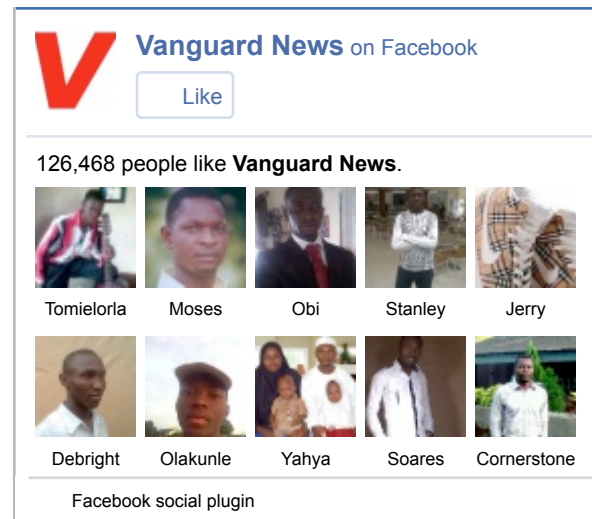 Vanguard News on Facebook
Like
126,468 people like Vanguard News.
Tomielorla Moses Obi Stanley Jerry
Debright Olakunle Yahya Soares Cornerstone
Facebook social plugin